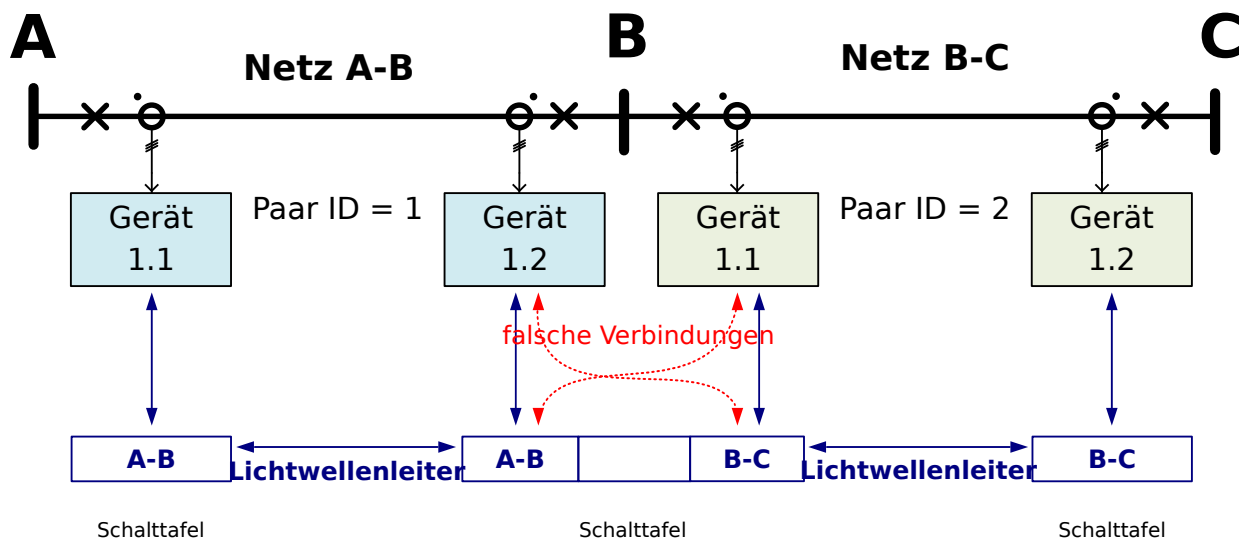 A
B
C
Netz A-B
Netz B-C
Gerät
1.1
Paar ID = 1
Gerät
1.2
Gerät
1.1
Paar ID = 2
Gerät
1.2
falsche Verbindungen
A-B
Lichtwellenleiter
A-B
B-C
Lichtwellenleiter
B-C
Schalttafel
Schalttafel
Schalttafel